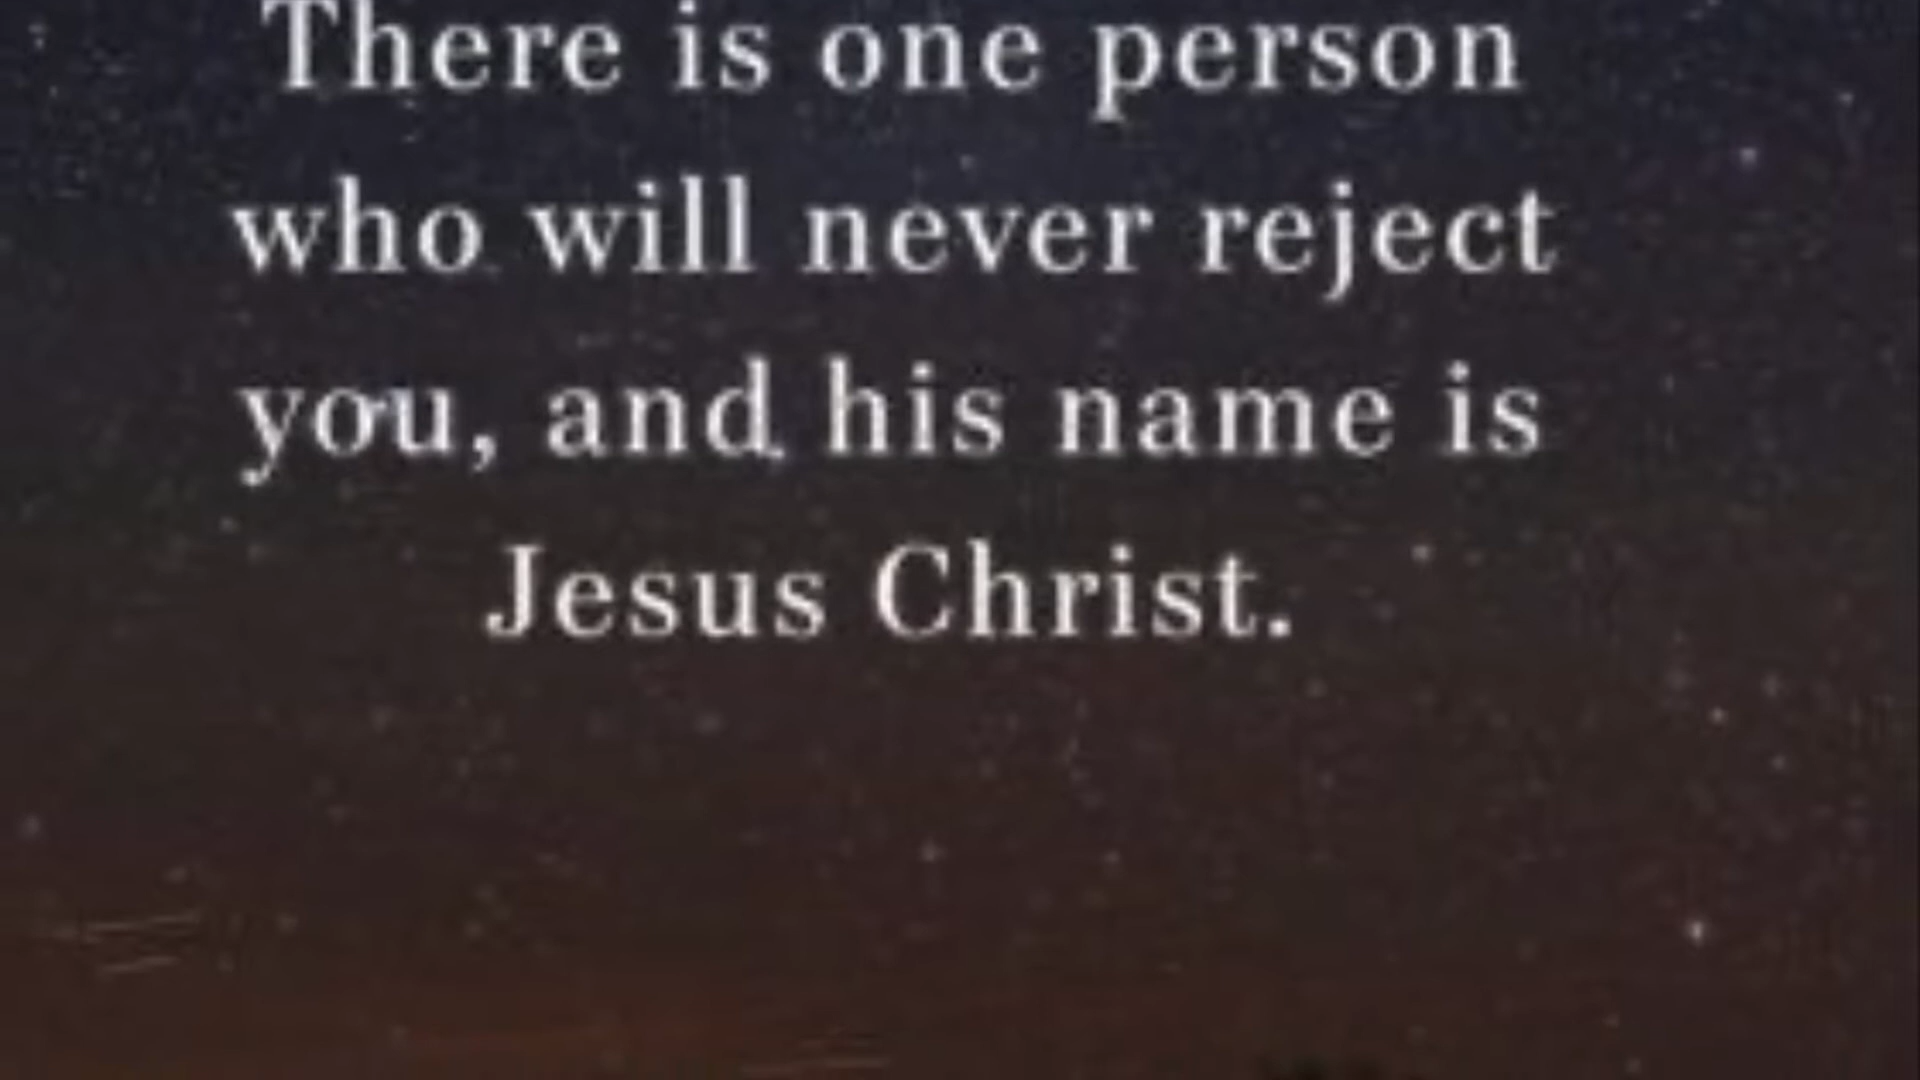 There is one person
who will never reject
you, and his name is
Jesus Christ.